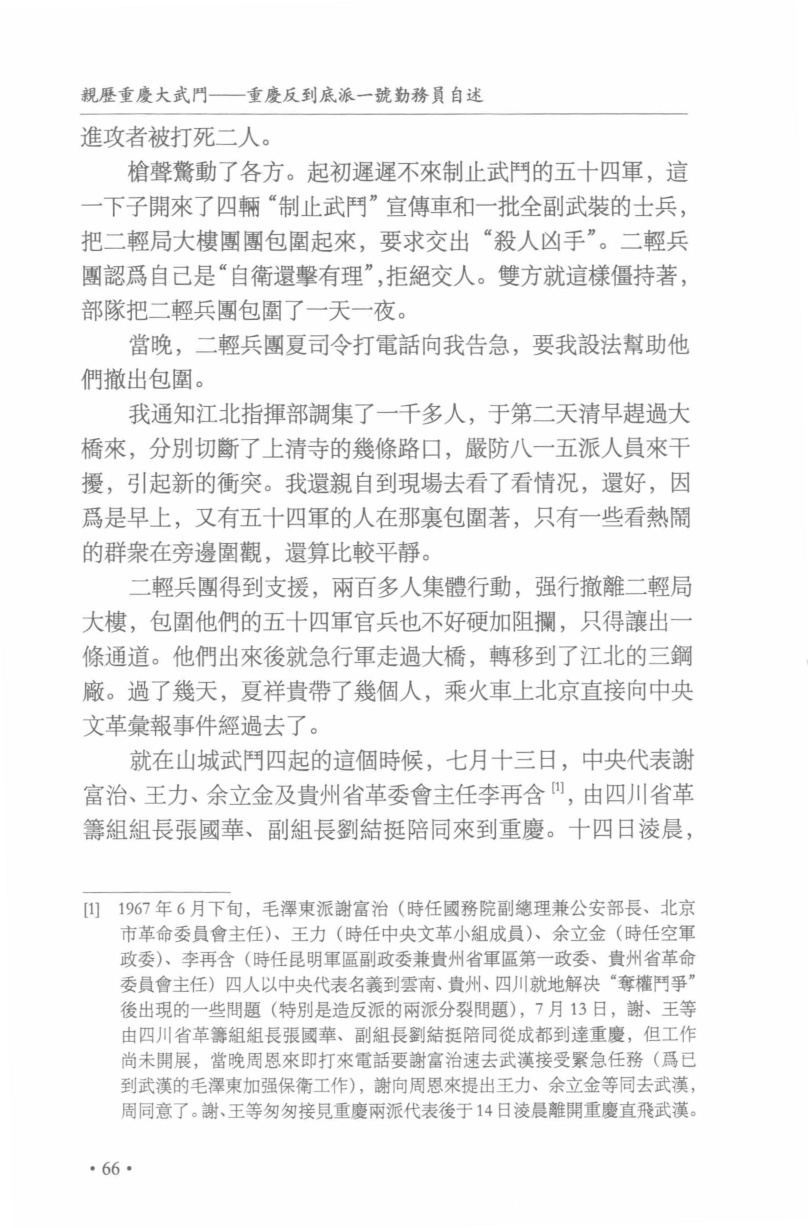 親歷重慶大武鬥——重慶反到底派一號勤務員自述
進攻者被打死二人。
槍聲驚動了各方。起初遲遲不來制止武鬥的五十四軍，這
一下子開來了四輛“制止武鬥”宣傳車和一批全副武裝的士兵，
把二輕局大樓團團包圍起來，要求交出“殺人凶手”。二輕兵
團認爲自己是“自衛還擊有理”，拒絕交人。雙方就這樣僵持著，
部隊把二輕兵團包圍了一天一夜。
當晚，二輕兵團夏司令打電話向我告急，要我設法幫助他
們撤出包圍。
我通知江北指揮部調集了一千多人，于第二天清早趕過大
橋來，分別切斷了上清寺的幾條路口，嚴防八一五派人員來干
擾，引起新的衝突。我還親自到現場去看了看情况，還好，因
爲是早上，又有五十四軍的人在那裏包圍著，只有一些看熱鬧
的群衆在旁邊圍觀，還算比較平靜。
二輕兵團得到支援，兩百多人集體行動，强行撤離二輕局
大樓，包圍他們的五十四軍官兵也不好硬加阻攔，只得讓出一
條通道。他們出來後就急行軍走過大橋，轉移到了江北的三鋼
廠。過了幾天，夏祥貴帶了幾個人，乘火車上北京直接向中央
文革彙報事件經過去了。
就在山城武鬥四起的這個時候，七月十三日，中央代表謝
富治、王力、余立金及貴州省革委會主任李再含[1]，由四川省革
籌組組長張國華、副組長劉結挺陪同來到重慶。十四日淩晨，
[1] 1967年6月下旬，毛澤東派謝富治（時任國務院副總理兼公安部長、北京
市革命委員會主任）、王力（時任中央文革小組成員）、余立金（時任空軍
政委）、李再含（時任昆明軍區副政委兼貴州省軍區第一政委、貴州省革命
委員會主任）四人以中央代表名義到雲南、貴州、四川就地解决“奪權鬥爭”
後出現的一些問題（特別是造反派的兩派分裂問題），7月13日，謝、王等
由四川省革籌組組長張國華、副組長劉結挺陪同從成都到達重慶，但工作
尚未開展，當晚周恩來即打來電話要謝富治速去武漢接受緊急任務（爲已
到武漢的毛澤東加强保衛工作），謝向周恩來提出王力、余立金等同去武漢，
周同意了。謝、王等匆匆接見重慶兩派代表後于14日淩晨離開重慶直飛武漢。
•66•